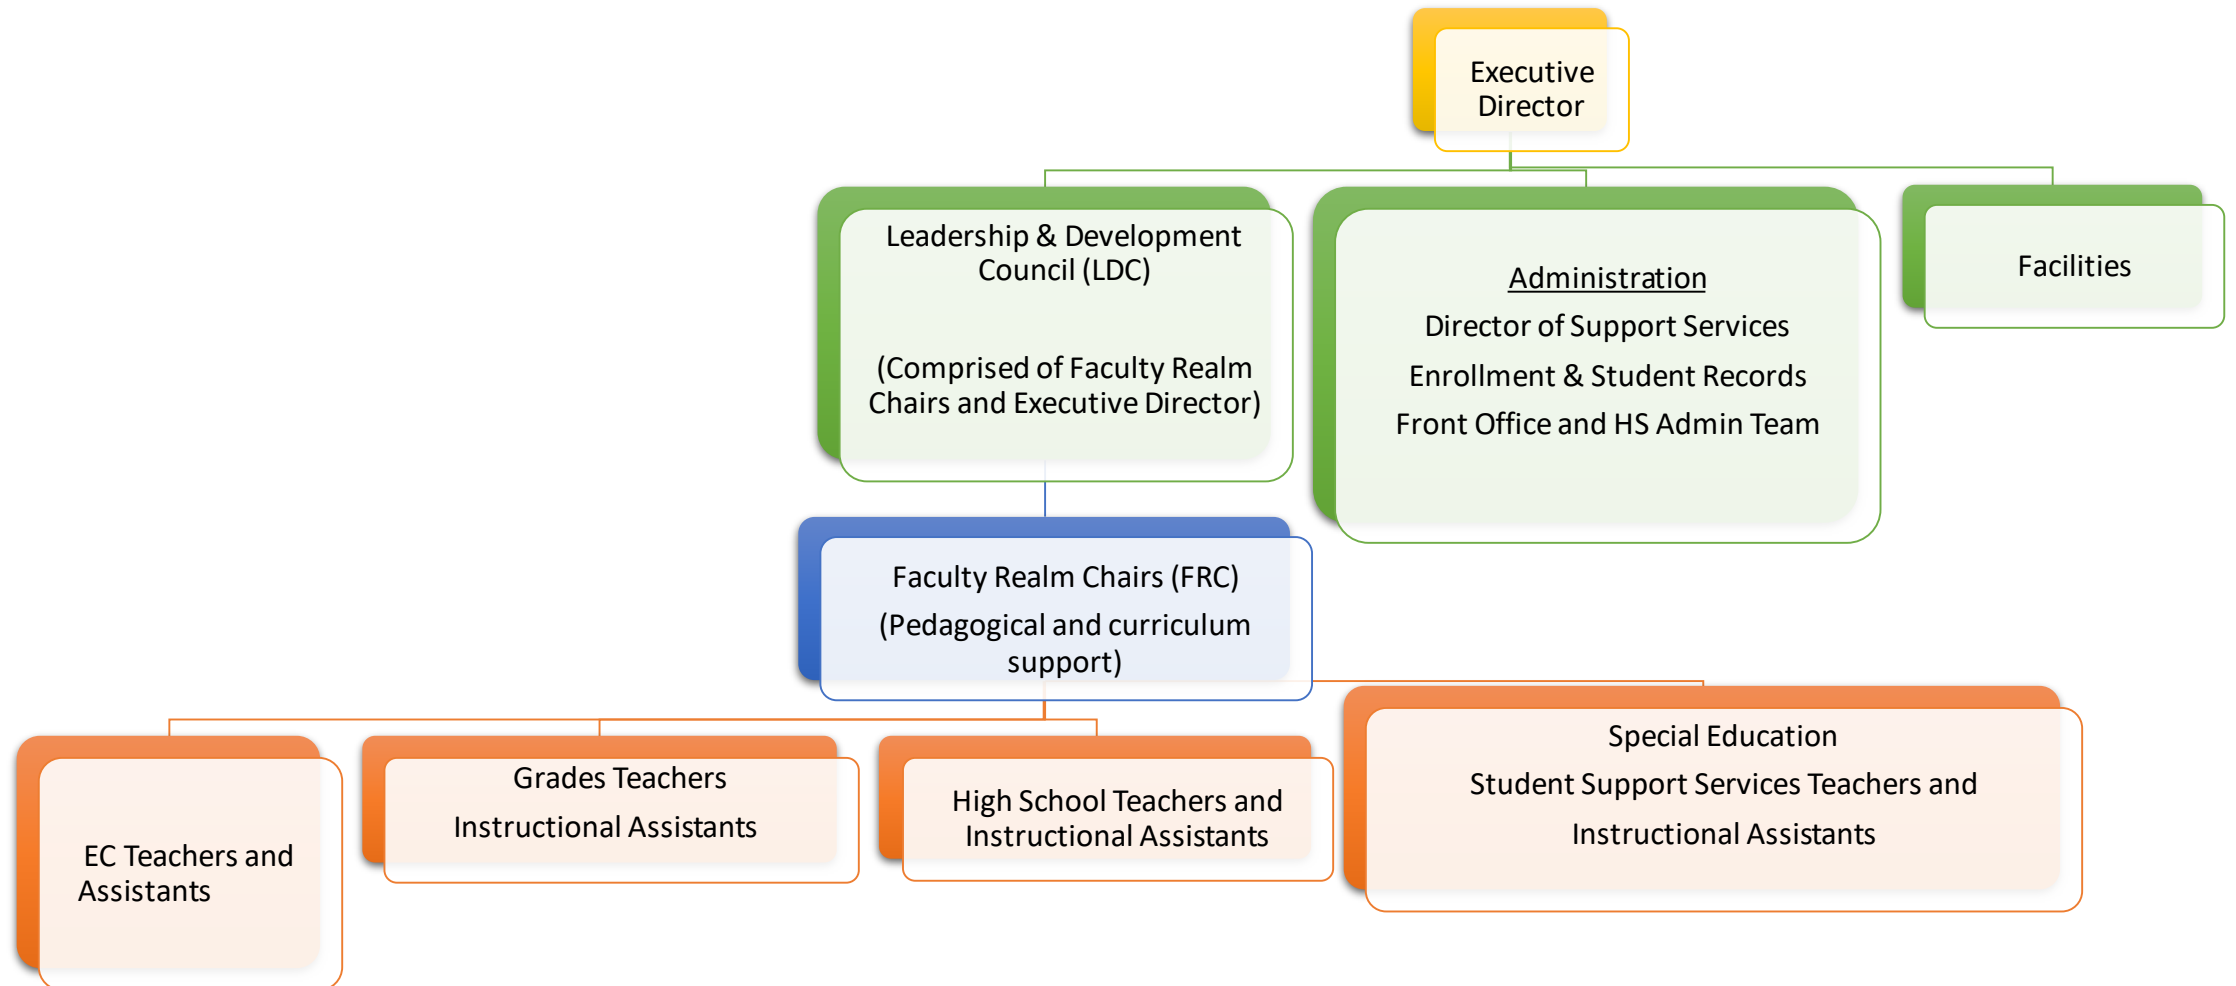 Executive
Director
Leadership & Development
Council (LDC)
(Comprised of Faculty Realm
Chairs and Executive Director)
Administration
Director of Support Services
Enrollment & Student Records
Front Office and HS Admin Team
Facilities
Faculty Realm Chairs (FRC)
(Pedagogical and curriculum
support)
EC Teachers and
Assistants
Grades Teachers
Instructional Assistants
High School Teachers and
Instructional Assistants
Special Education
Student Support Services Teachers and
Instructional Assistants